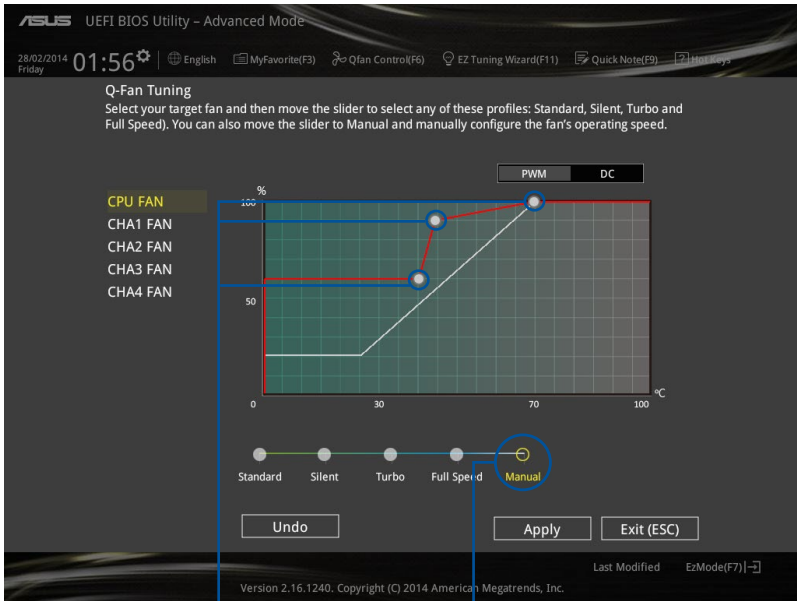 ASUS UEFI BIOS Utility – Advanced Mode
28/02/2014 Friday 01:56 English MyFavorite(F3) Qfan Control(F6) EZ Tuning Wizard(F11) Quick Note(F9) ? Hot Keys
Q-Fan Tuning
Select your target fan and then move the slider to select any of these profiles: Standard, Silent, Turbo and
Full Speed). You can also move the slider to Manual and manually configure the fan's operating speed.
PWM DC
CPU FAN
CHA1 FAN
CHA2 FAN
CHA3 FAN
CHA4 FAN
%
100
50
0 30 70 100 ºC
Standard Silent Turbo Full Speed Manual
Undo Apply Exit (ESC)
Last Modified EzMode(F7)
Version 2.16.1240. Copyright (C) 2014 American Megatrends, Inc.